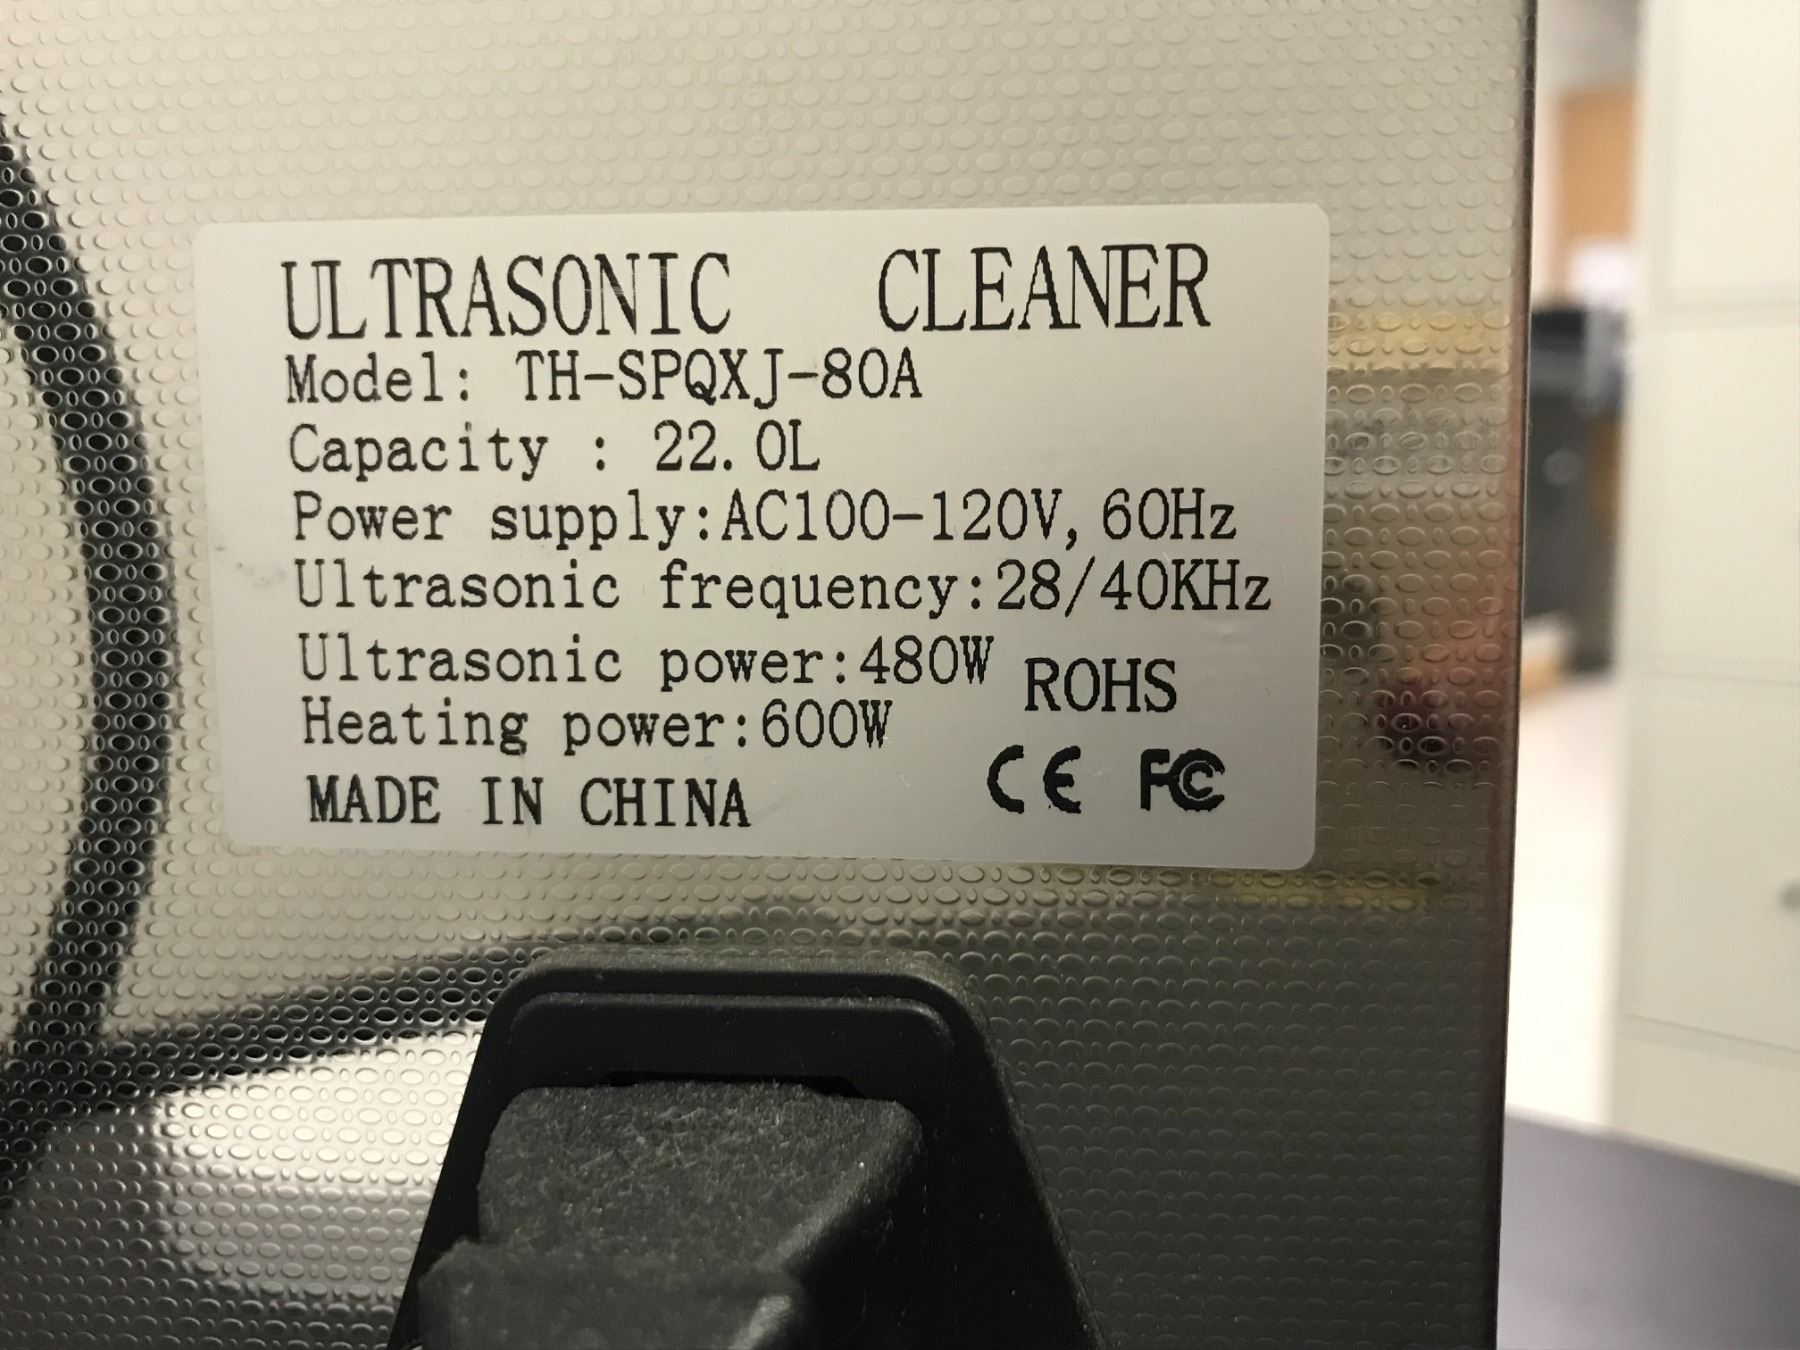 ULTRASONIC CLEANER
Model: TH-SPQXJ-80A
Capacity : 22.0L
Power supply:AC100-120V, 60Hz
Ultrasonic frequency:28/40KHz
Ultrasonic power:480W
ROHS
Heating power:600W
MADE IN CHINA
CE FC